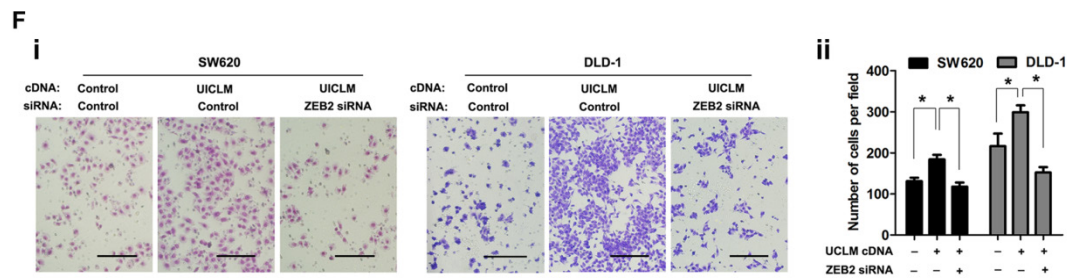 F
i
ii
SW620
DLD-1
cDNA: Control UICLM UICLM
siRNA: Control Control ZEB2 siRNA
cDNA: Control UICLM UICLM
siRNA: Control Control ZEB2 siRNA
SW620 DLD-1
Number of cells per field
400
300
200
100
0
UCLM cDNA – + + – + +
ZEB2 siRNA – – + – – +